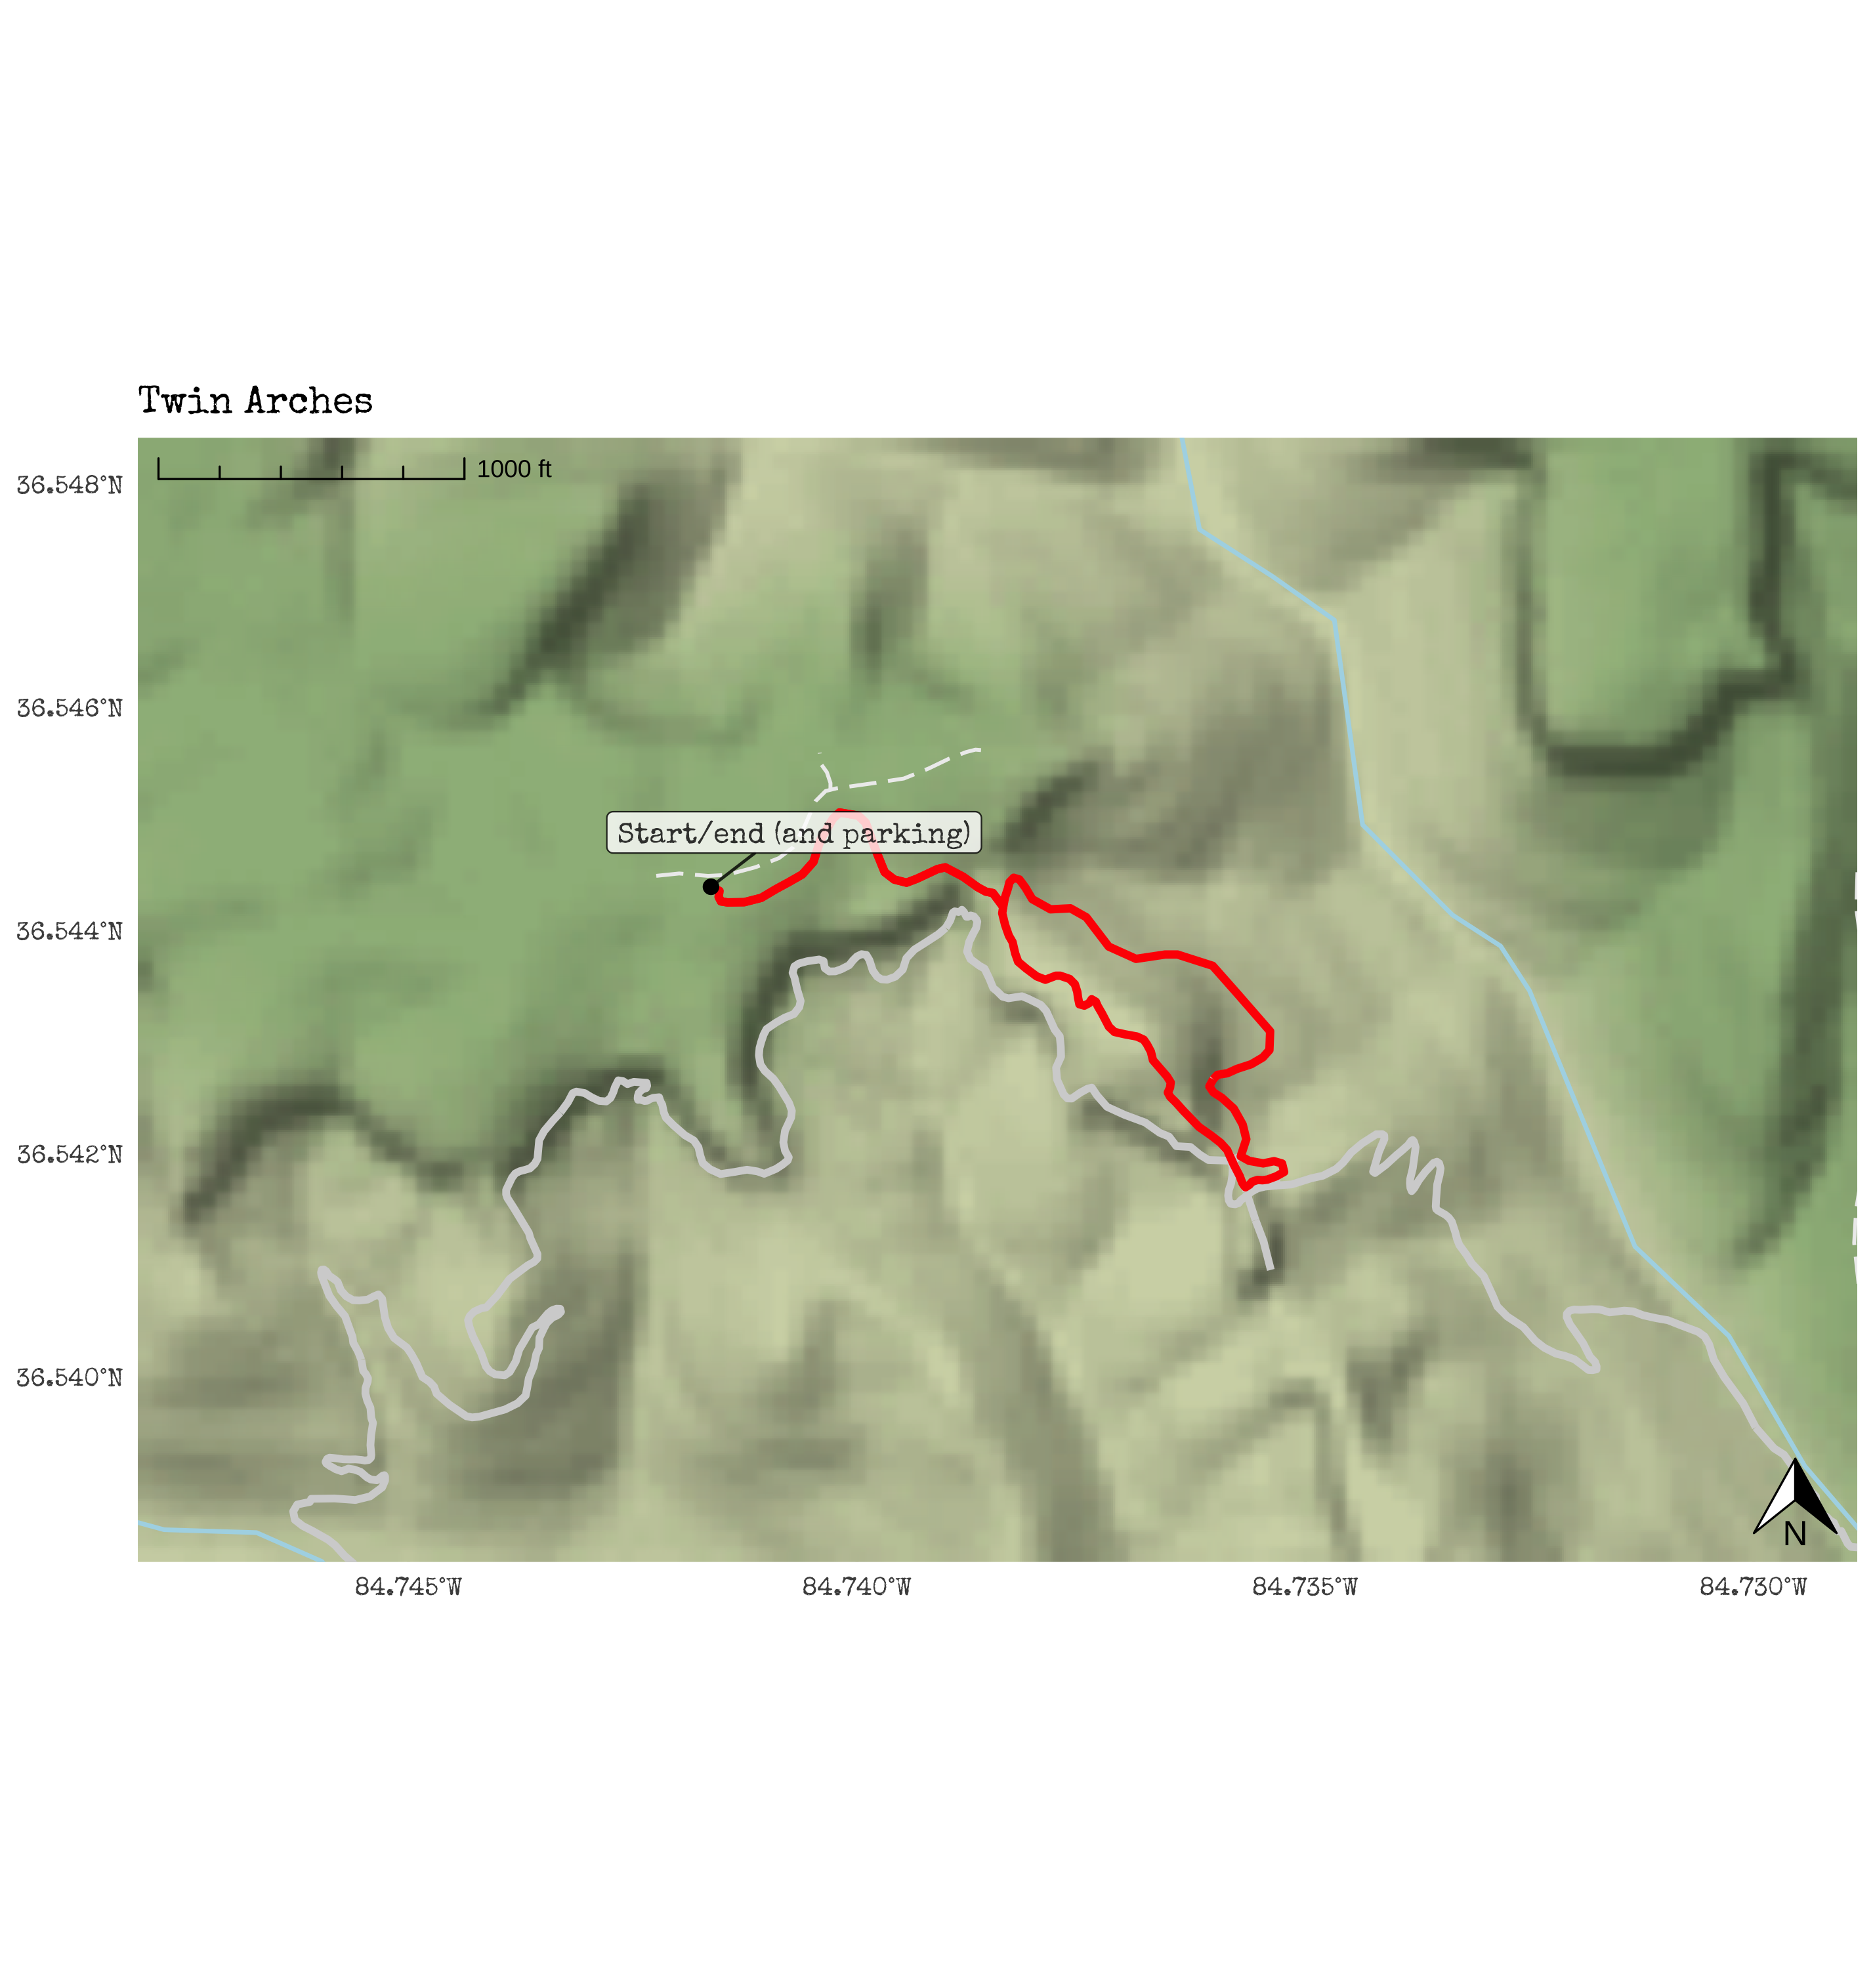 Twin Arches
1000 ft
36.548°N
36.546°N
Start/end (and parking)
36.544°N
36.542°N
36.540°N
N
84.745°W
84.740°W
84.735°W
84.730°W